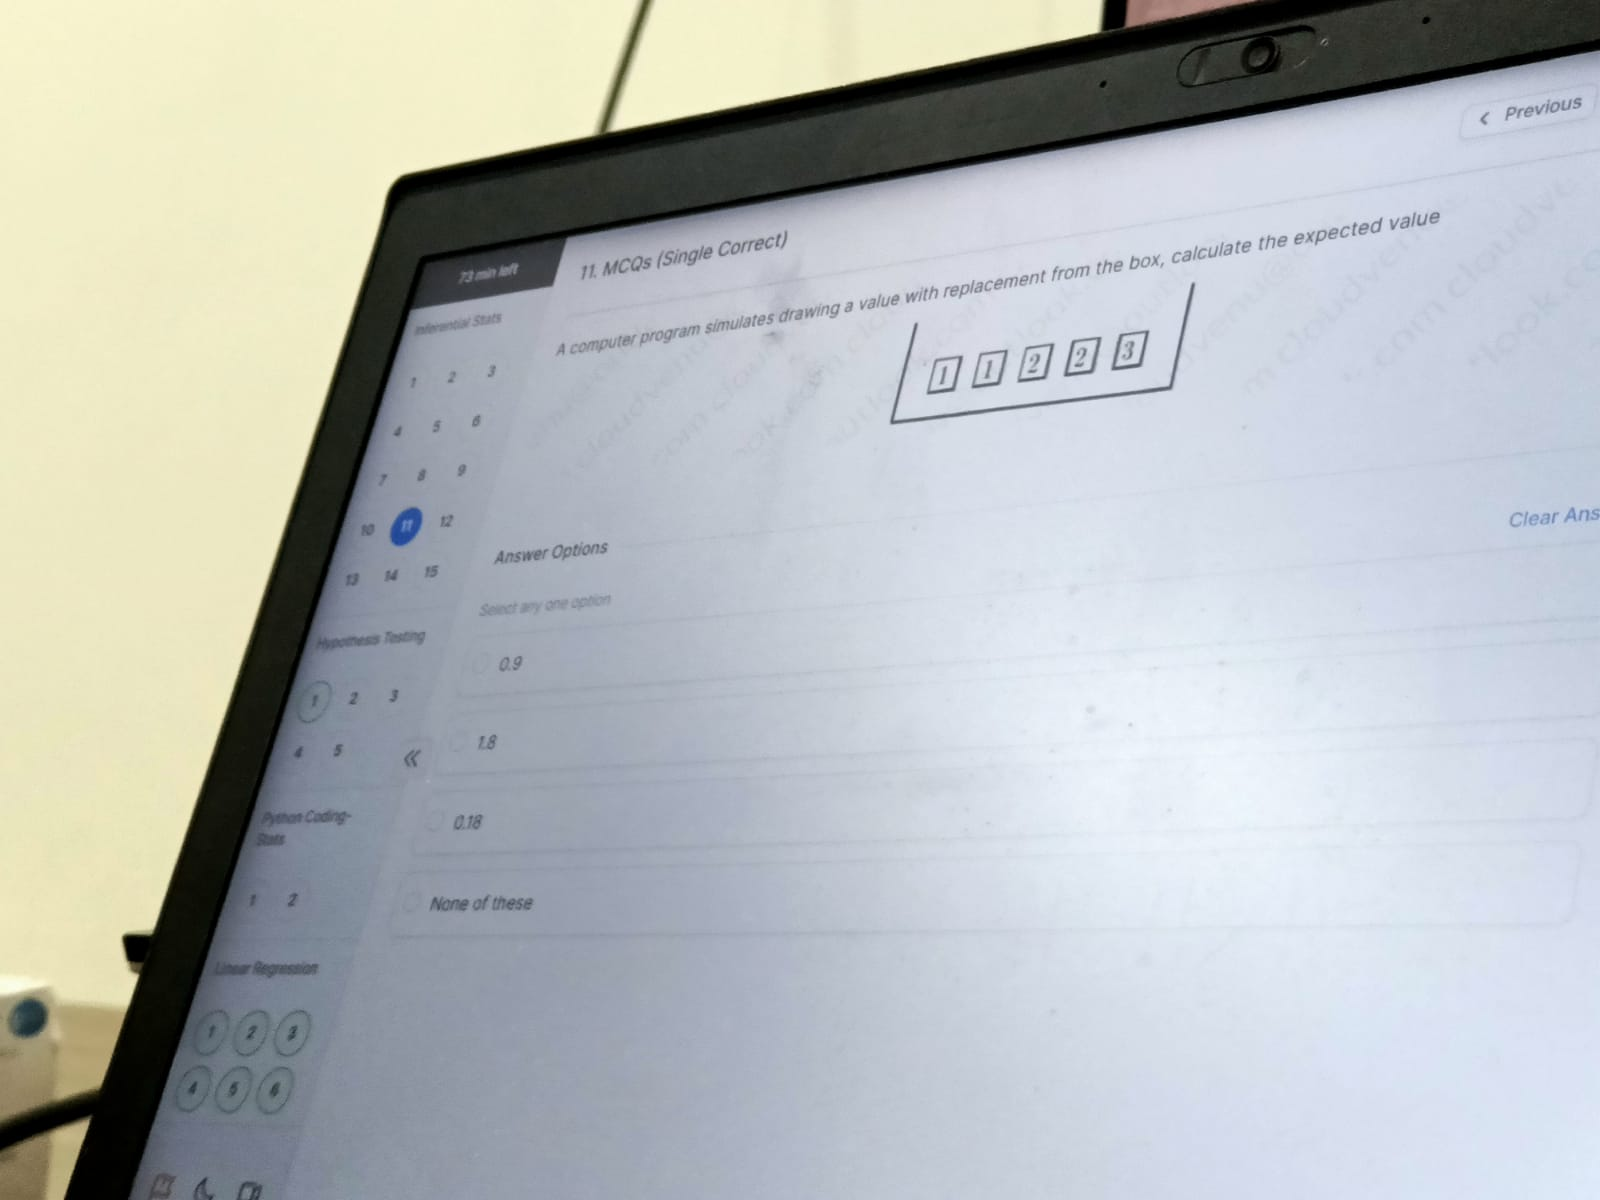 73 min left
11. MCQs (Single Correct)
< Previous
A computer program simulates drawing a value with replacement from the box, calculate the expected value
1 1 2 2 3
Inferential Stats
1 2 3
4 5 6
7 8 9
10 11 12
13 14 15
Hypothesis Testing
1 2 3
4 5
Python Coding-
Stats
1 2
Linear Regression
1 2 3
4 5 6
Answer Options
Clear Ans
Select any one option
0.9
1.8
0.18
None of these